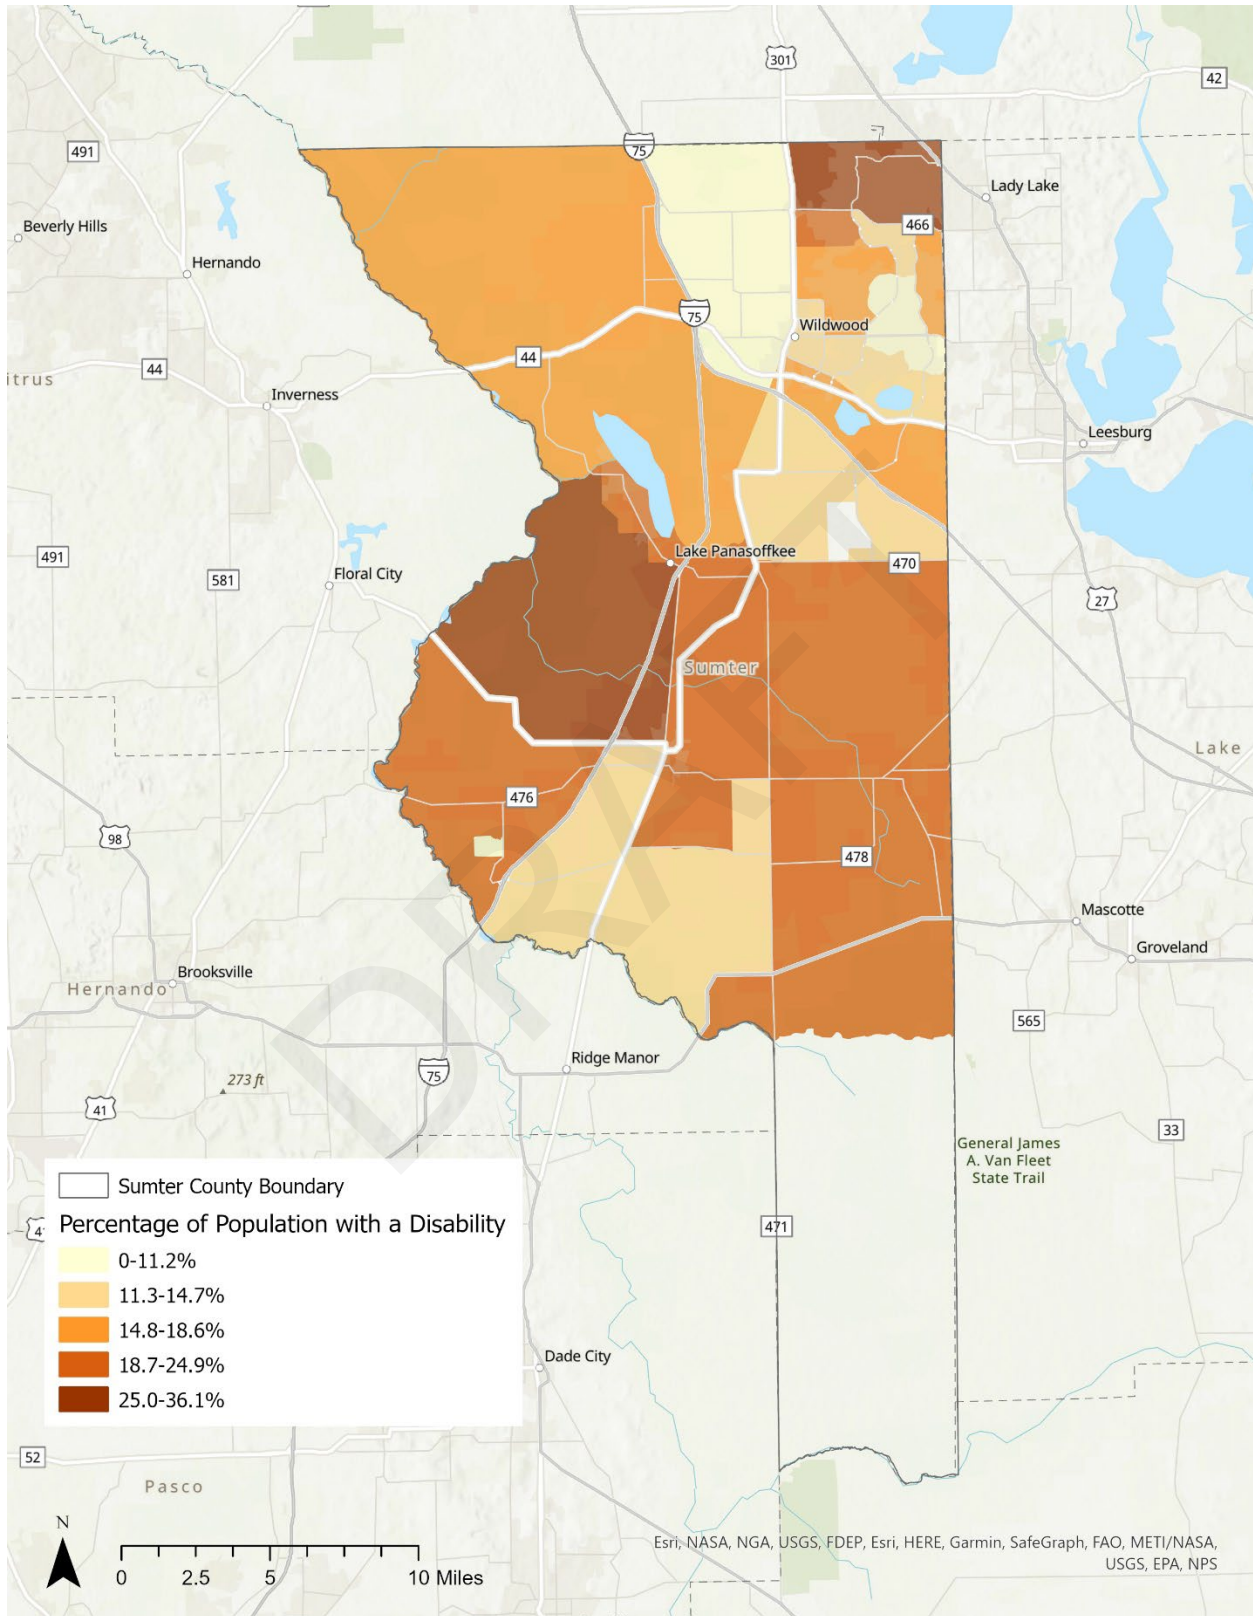 301
42
491
75
Lady Lake
Beverly Hills
466
Hernando
75
Wildwood
44
44
itrus
Inverness
Leesburg
491
Lake Panasoffkee
470
581
Floral City
27
Sumter
Lake
476
98
478
Mascotte
Groveland
Brooksville
Hernando
565
Ridge Manor
75
273 ft
41
33
General James
A. Van Fleet
State Trail
471
41
Sumter County Boundary
Percentage of Population with a Disability
0-11.2%
11.3-14.7%
14.8-18.6%
18.7-24.9%
25.0-36.1%
Dade City
52
Pasco
N
0 2.5 5 10 Miles
Esri, NASA, NGA, USGS, FDEP, Esri, HERE, Garmin, SafeGraph, FAO, METI/NASA,
USGS, EPA, NPS
DRAFT